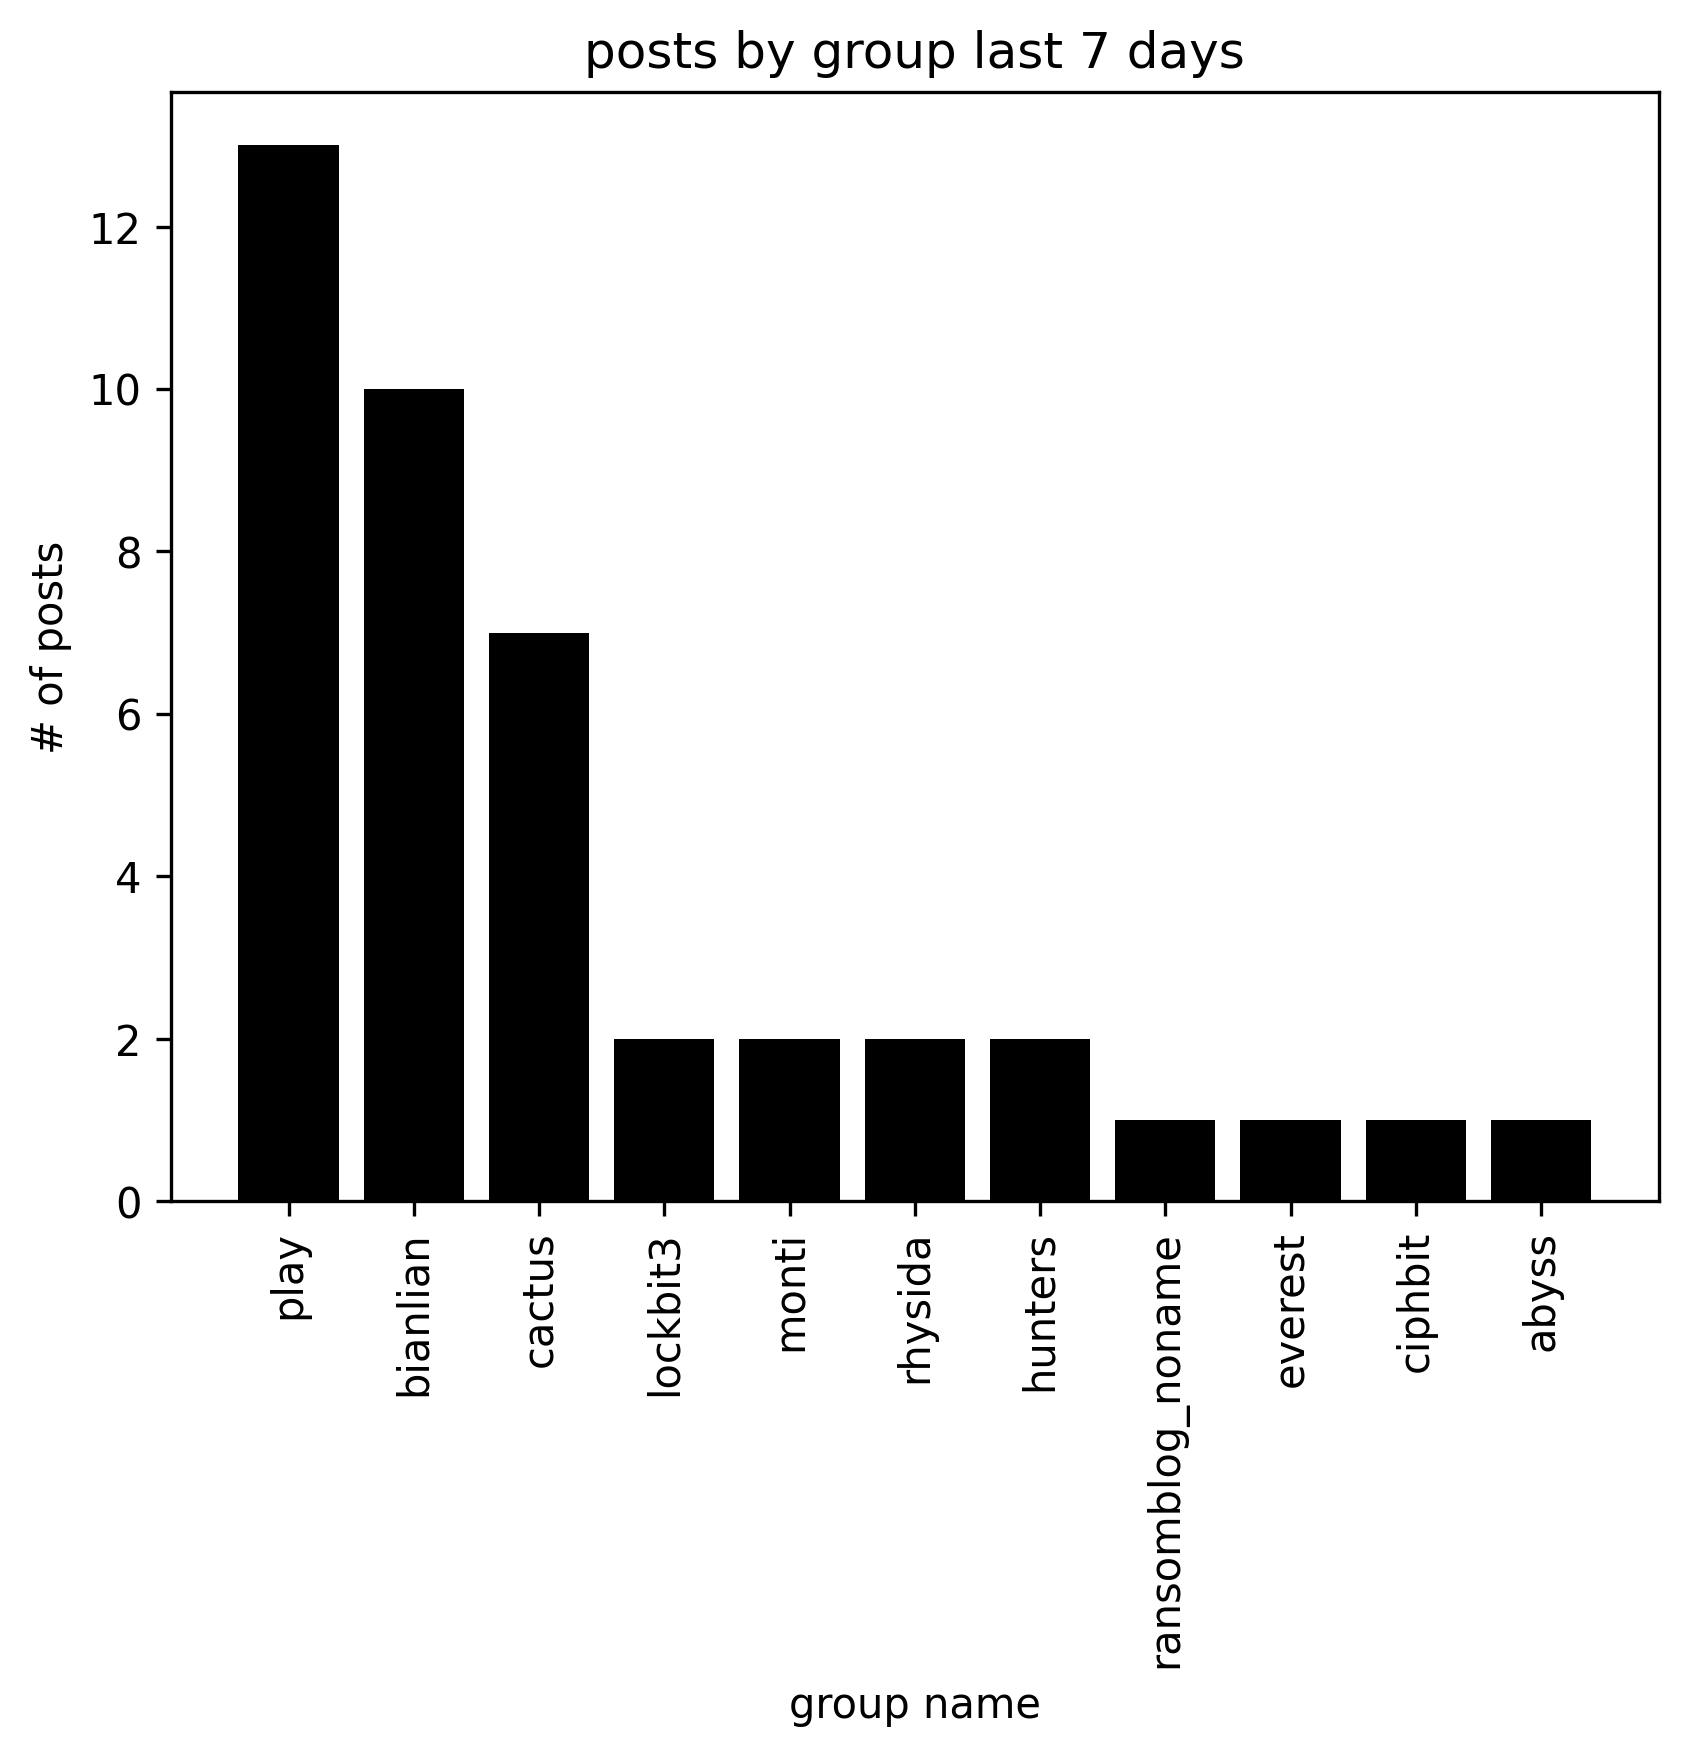 posts by group last 7 days
# of posts
12
10
8
6
4
2
0
play
bianlian
cactus
lockbit3
monti
rhysida
hunters
ransomblog_noname
everest
ciphbit
abyss
group name